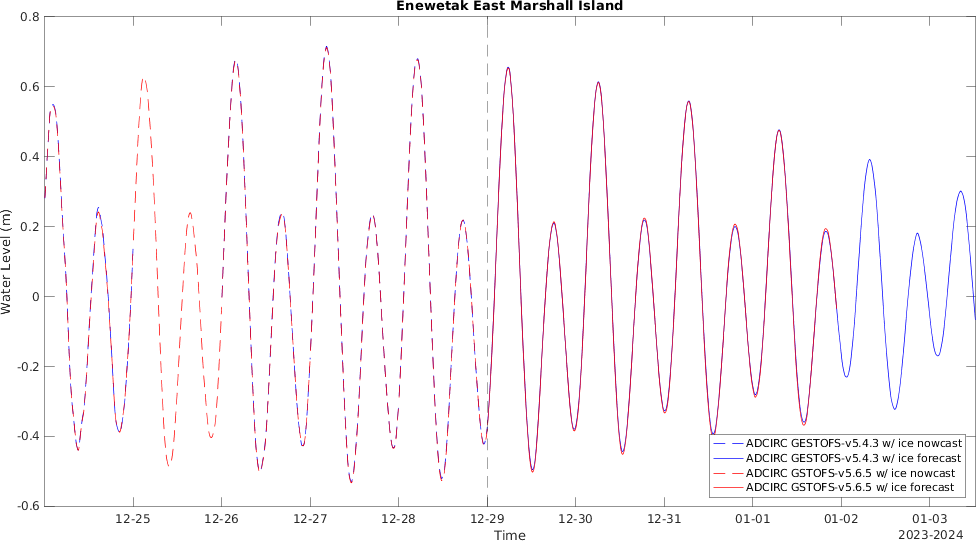 Enewetak East Marshall Island
0.8
0.6
0.4
0.2
0
-0.2
-0.4
-0.6
Water Level (m)
ADCIRC GESTOFS-v5.4.3 w/ ice nowcast
ADCIRC GESTOFS-v5.4.3 w/ ice forecast
ADCIRC GSTOFS-v5.6.5 w/ ice nowcast
ADCIRC GSTOFS-v5.6.5 w/ ice forecast
12-25 12-26 12-27 12-28 12-29 12-30 12-31 01-01 01-02 01-03
Time
2023-2024